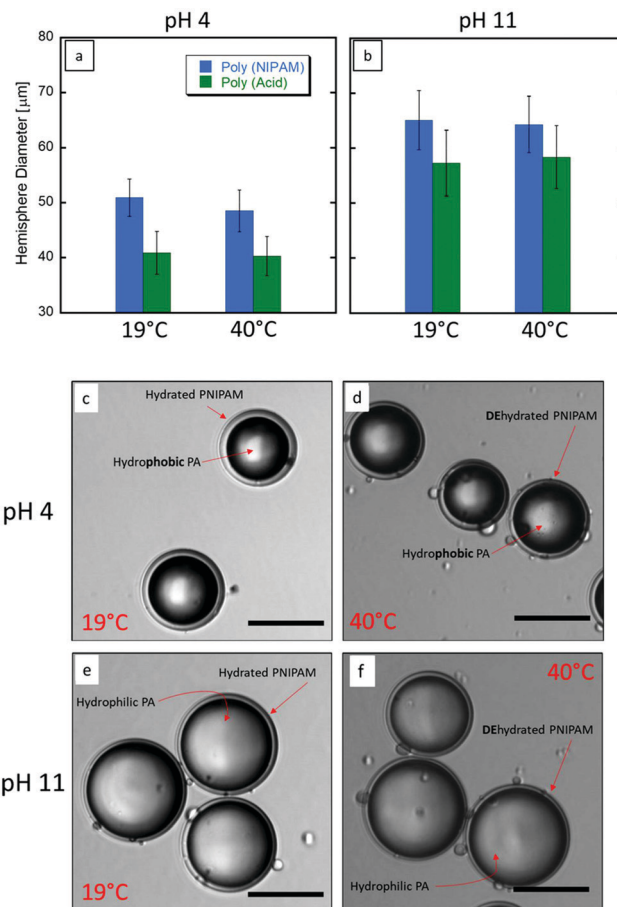 pH 4
pH 11
80
70
60
50
40
30
Hemisphere Diameter [µm]
a
Poly (NIPAM)
Poly (Acid)
b
19°C
40°C
19°C
40°C
pH 4
c
Hydrated PNIPAM
Hydrophobic PA
19°C
d
DEhydrated PNIPAM
Hydrophobic PA
40°C
pH 11
e
Hydrated PNIPAM
Hydrophilic PA
19°C
f
40°C
DEhydrated PNIPAM
Hydrophilic PA